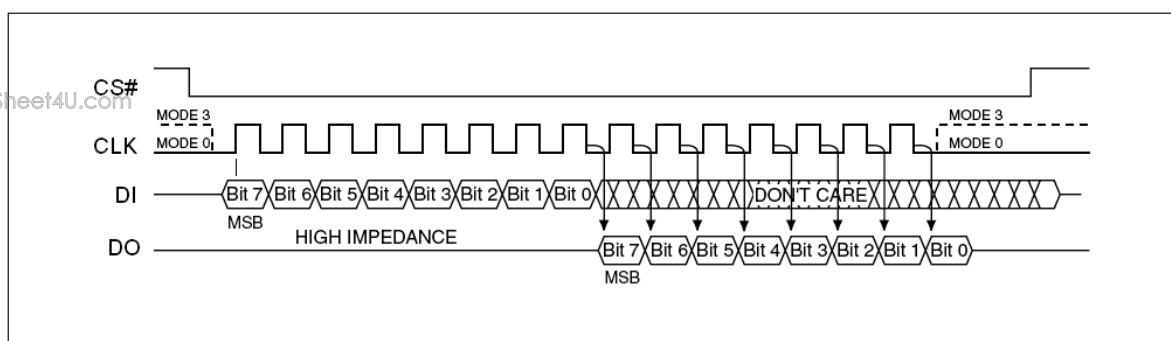 CS#
Sheet4U.com
MODE 3 MODE 3
CLK MODE 0 MODE 0
DI Bit 7 Bit 6 Bit 5 Bit 4 Bit 3 Bit 2 Bit 1 Bit 0 DON'T CARE
MSB
HIGH IMPEDANCE
DO Bit 7 Bit 6 Bit 5 Bit 4 Bit 3 Bit 2 Bit 1 Bit 0
MSB